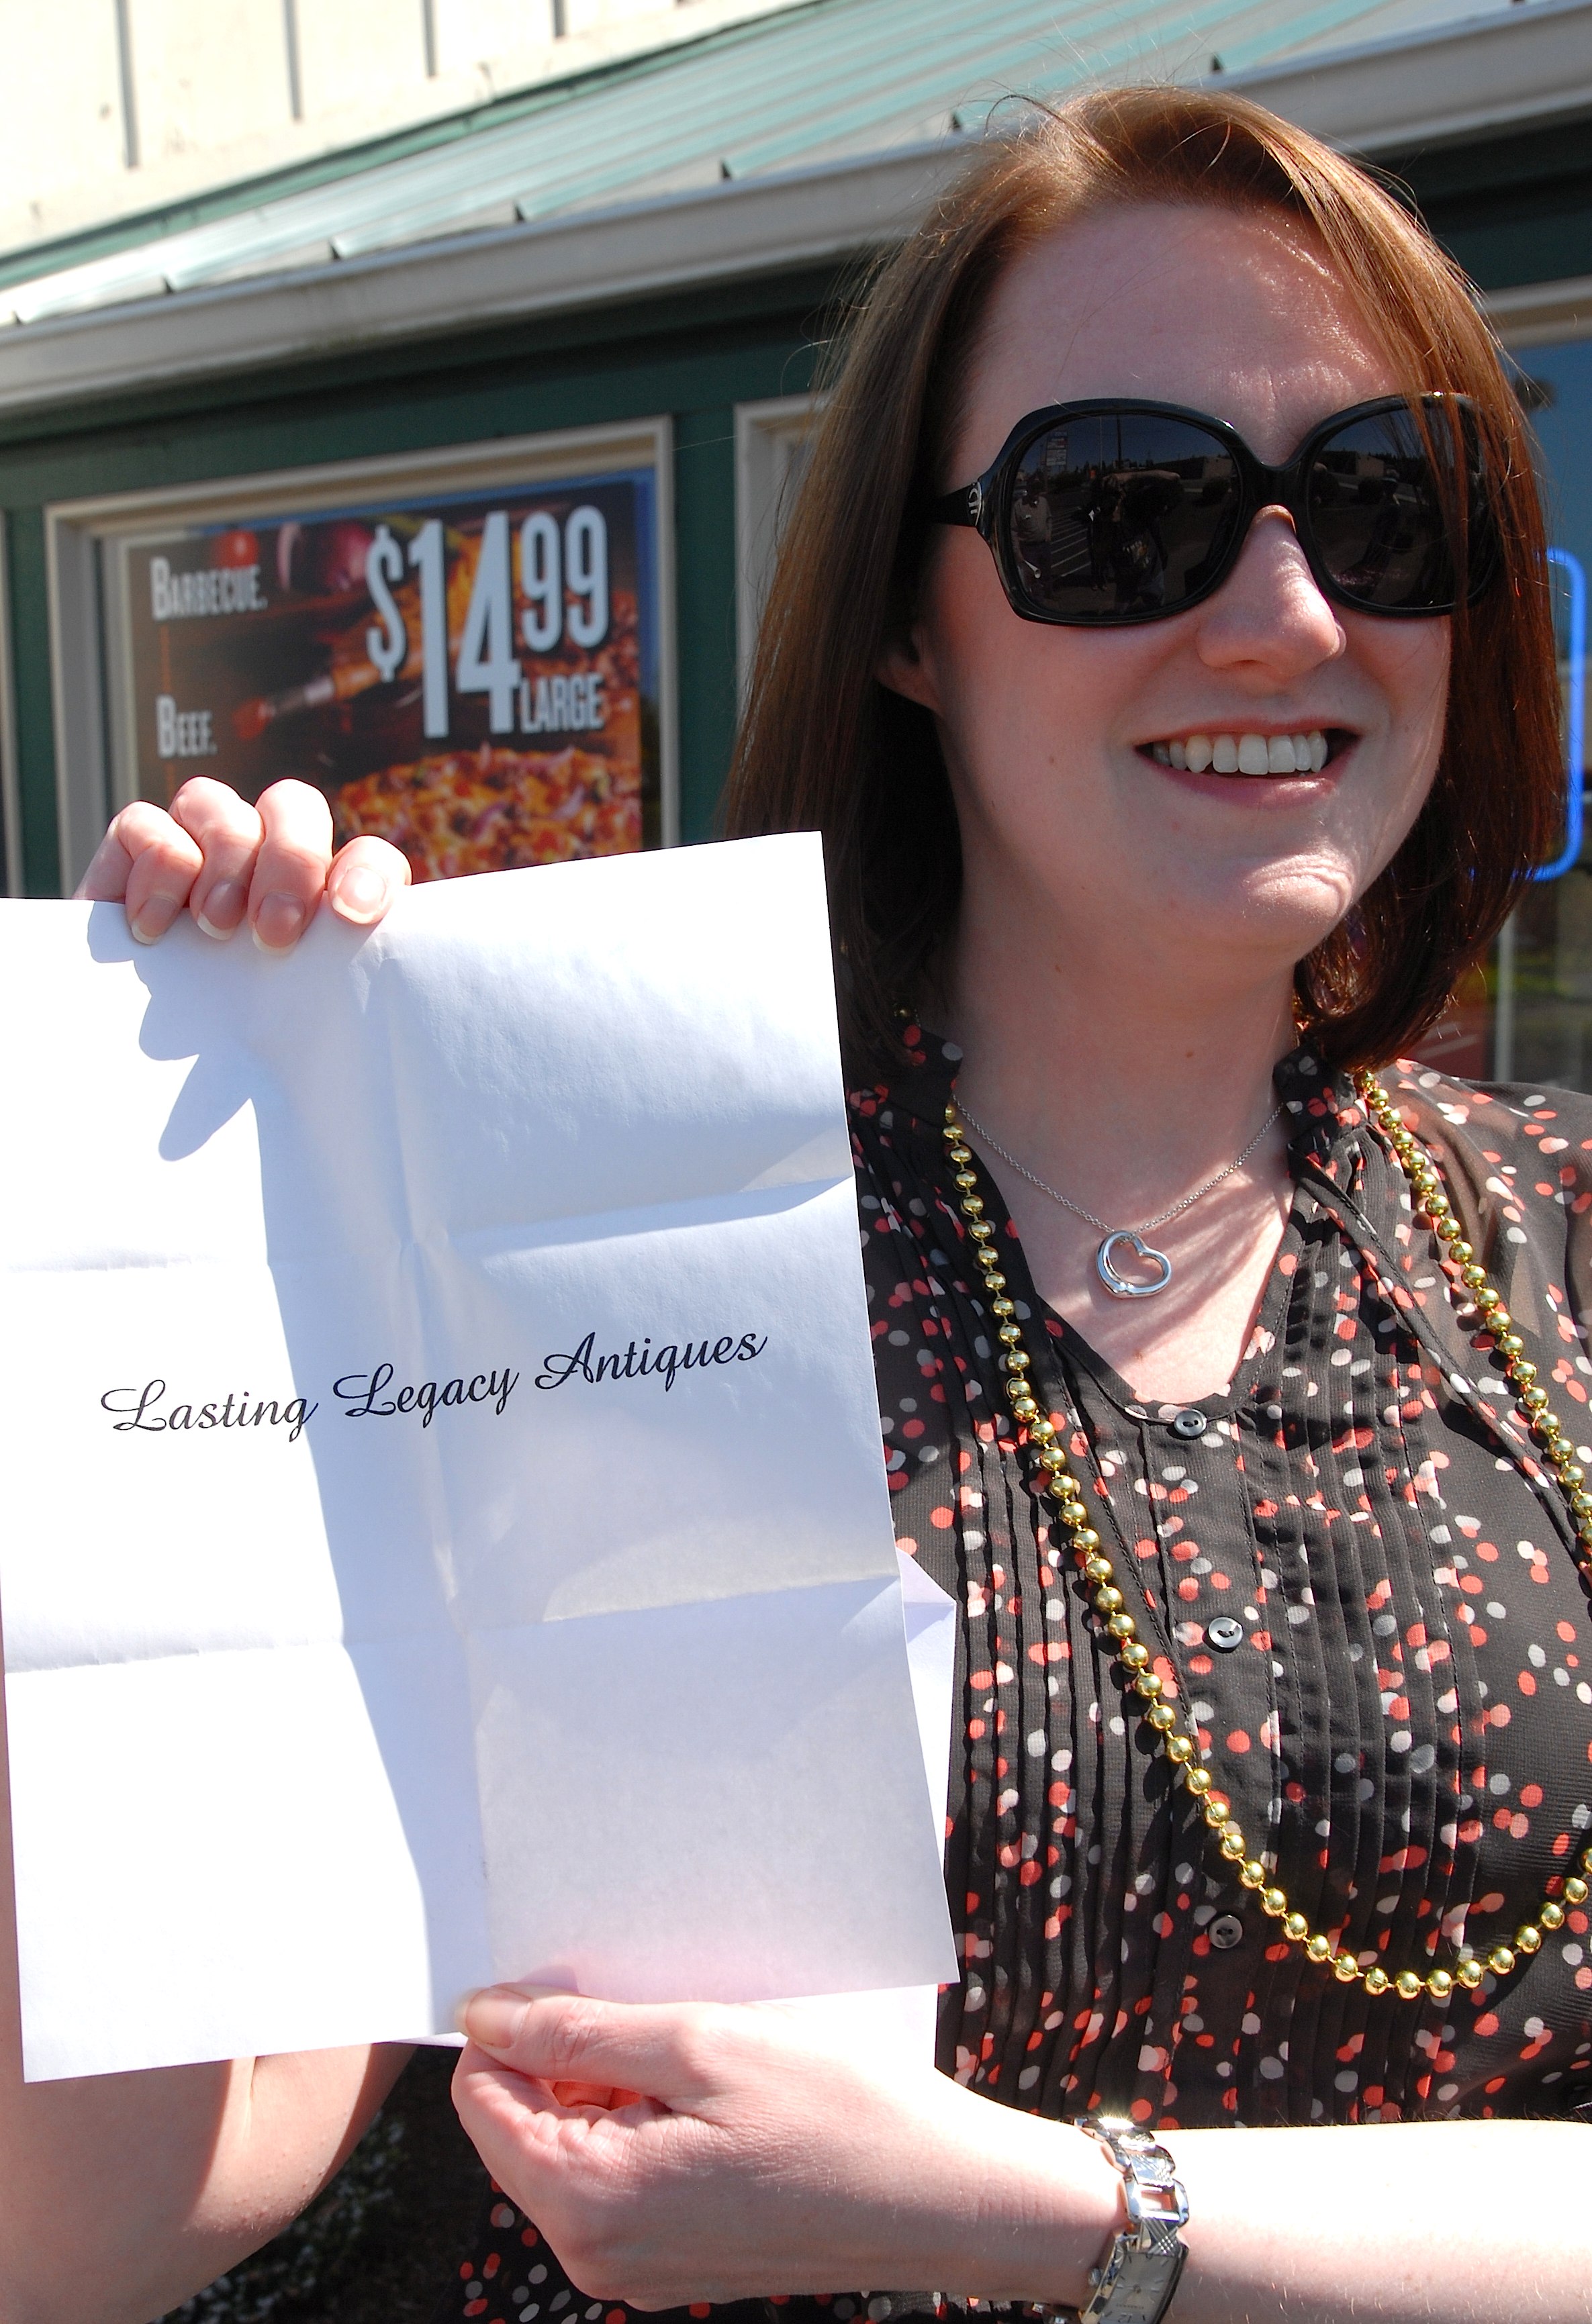 BARBECUE.
$14.99
LARGE
BEEF.
Lasting Legacy Antiques